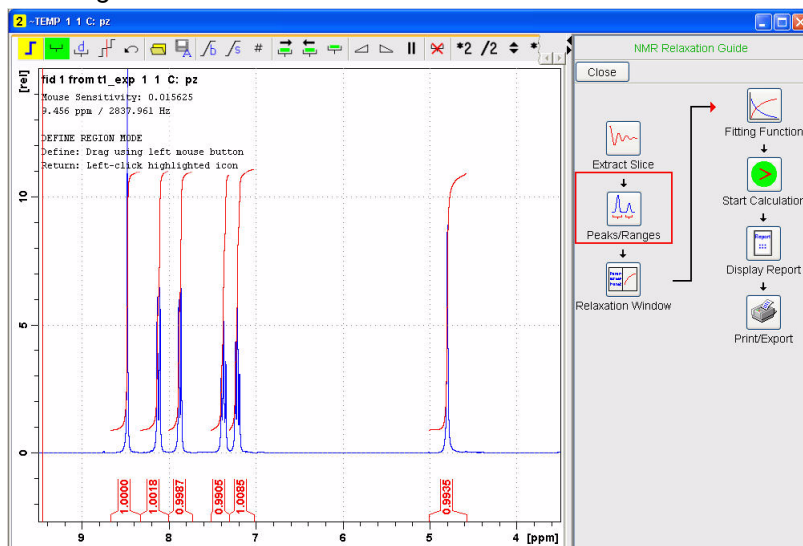 2 ~TEMP 1 1 C: pz
*2 /2
fid 1 from t1_exp 1 1 C: pz
Mouse Sensitivity: 0.015625
9.456 ppm / 2837.961 Hz
DEFINE REGION MODE
Define: Drag using left mouse button
Return: Left-click highlighted icon
[rel]
10
5
0
1.0000
1.0018
0.9987
0.9905
1.0085
0.9935
9 8 7 6 5 4 [ppm]
NMR Relaxation Guide
Close
Extract Slice
Peaks/Ranges
Relaxation Window
Fitting Function
Start Calculation
Report
Display Report
Print/Export